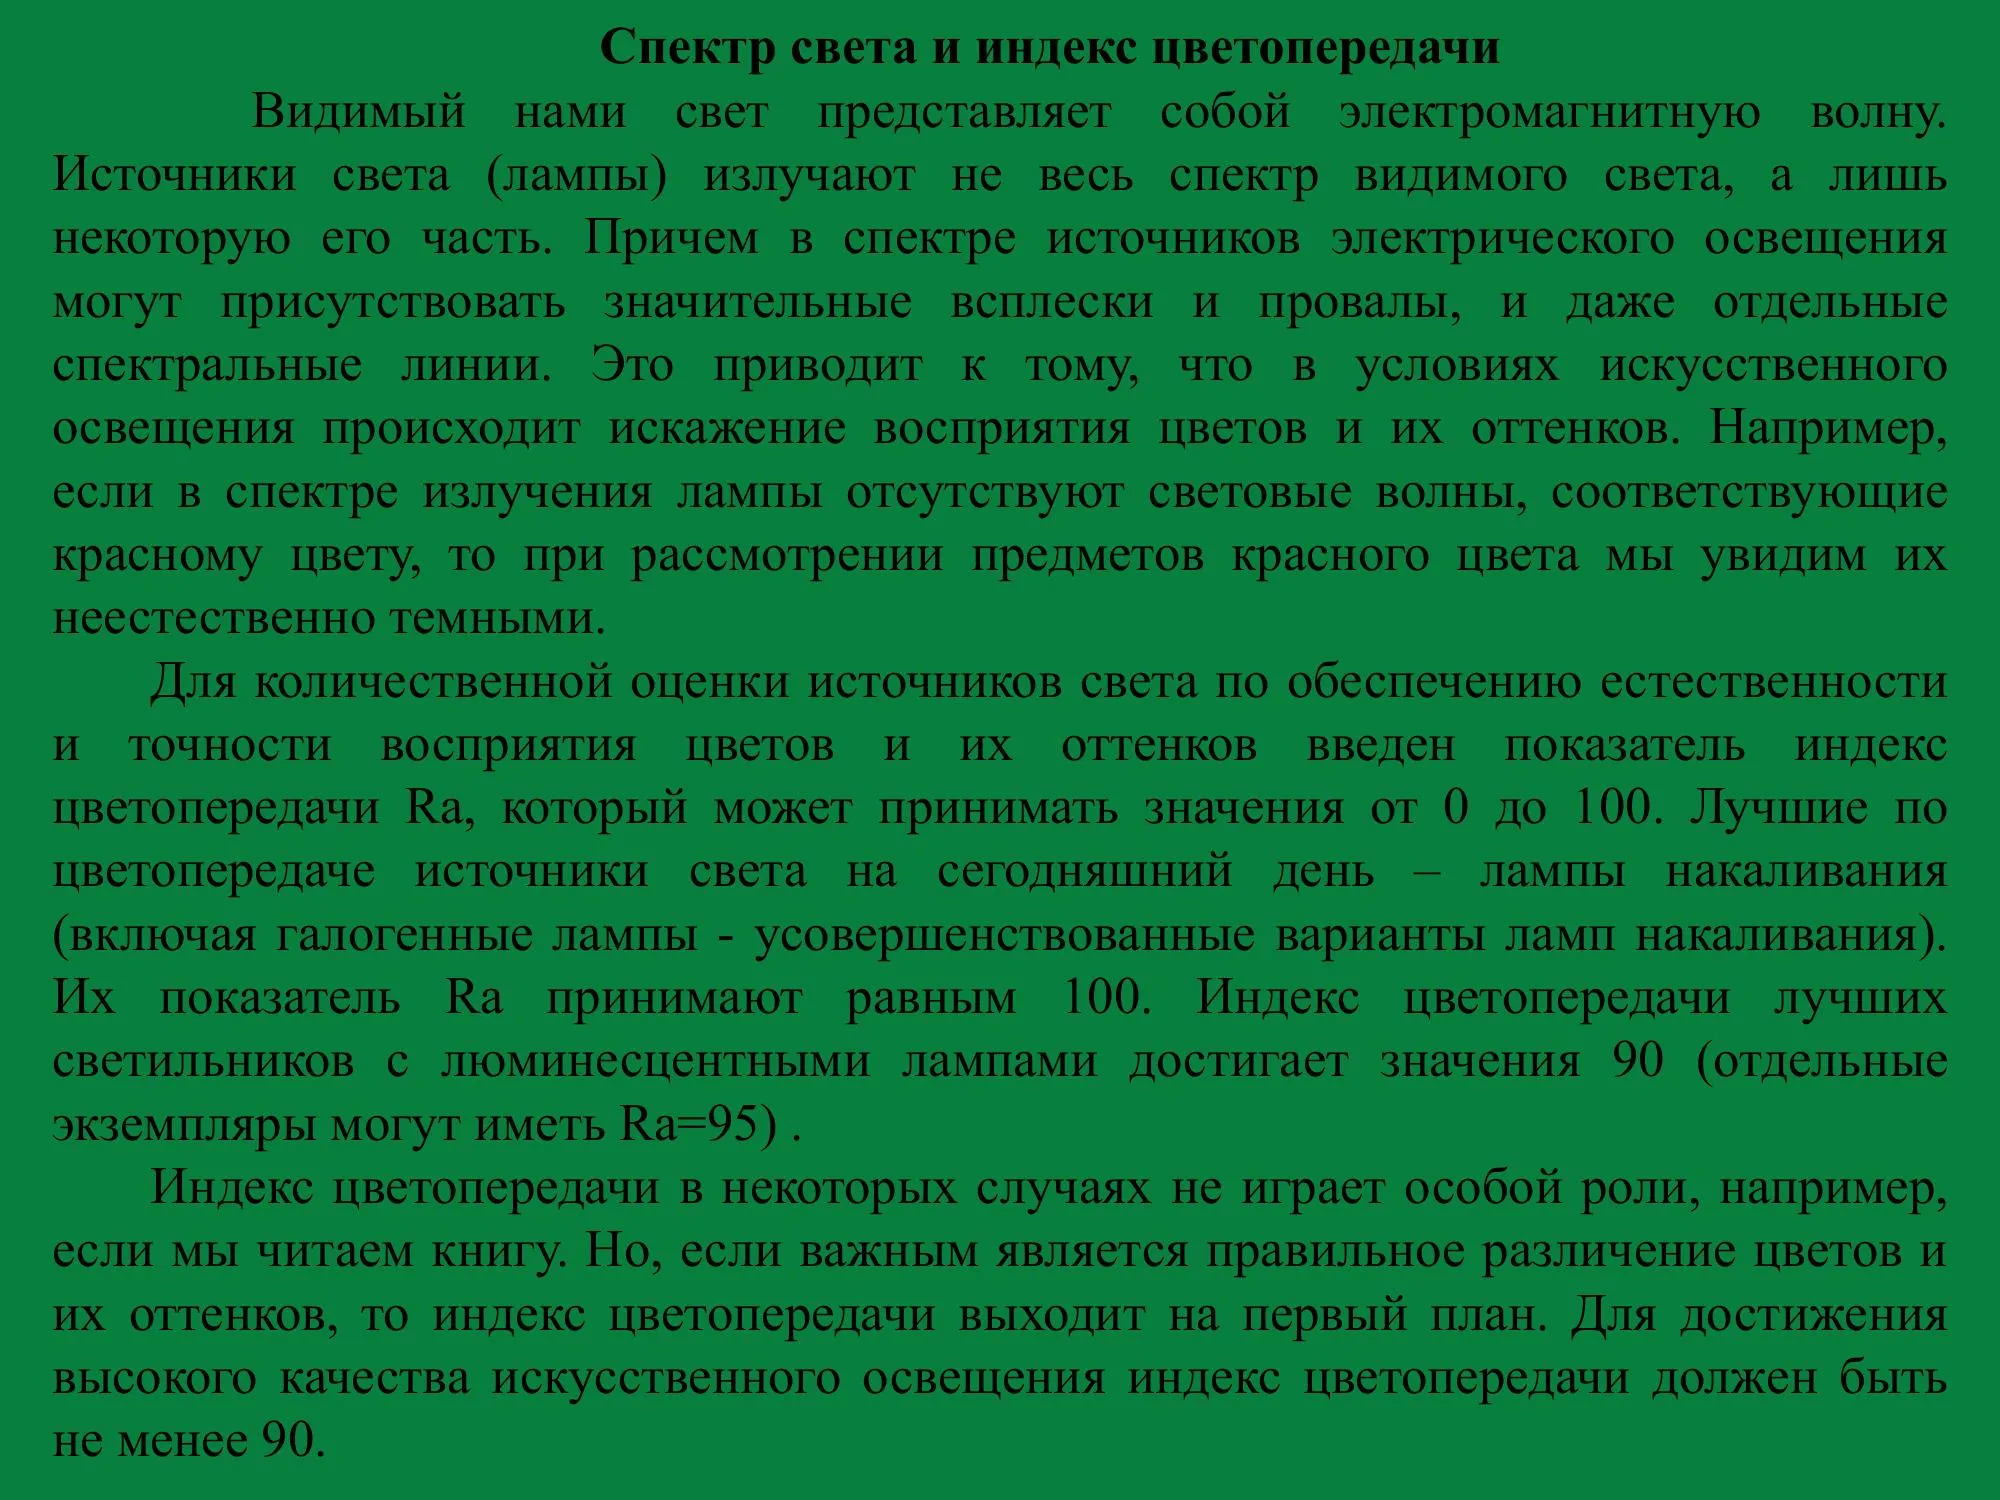 Спектр света и индекс цветопередачи
Видимый нами свет представляет собой электромагнитную волну.
Источники света (лампы) излучают не весь спектр видимого света, а лишь
некоторую его часть. Причем в спектре источников электрического освещения
могут присутствовать значительные всплески и провалы, и даже отдельные
спектральные линии. Это приводит к тому, что в условиях искусственного
освещения происходит искажение восприятия цветов и их оттенков. Например,
если в спектре излучения лампы отсутствуют световые волны, соответствующие
красному цвету, то при рассмотрении предметов красного цвета мы увидим их
неестественно темными.
Для количественной оценки источников света по обеспечению естественности
и точности восприятия цветов и их оттенков введен показатель индекс
цветопередачи Ra, который может принимать значения от 0 до 100. Лучшие по
цветопередаче источники света на сегодняшний день – лампы накаливания
(включая галогенные лампы - усовершенствованные варианты ламп накаливания).
Их показатель Ra принимают равным 100. Индекс цветопередачи лучших
светильников с люминесцентными лампами достигает значения 90 (отдельные
экземпляры могут иметь Ra=95) .
Индекс цветопередачи в некоторых случаях не играет особой роли, например,
если мы читаем книгу. Но, если важным является правильное различение цветов и
их оттенков, то индекс цветопередачи выходит на первый план. Для достижения
высокого качества искусственного освещения индекс цветопередачи должен быть
не менее 90.